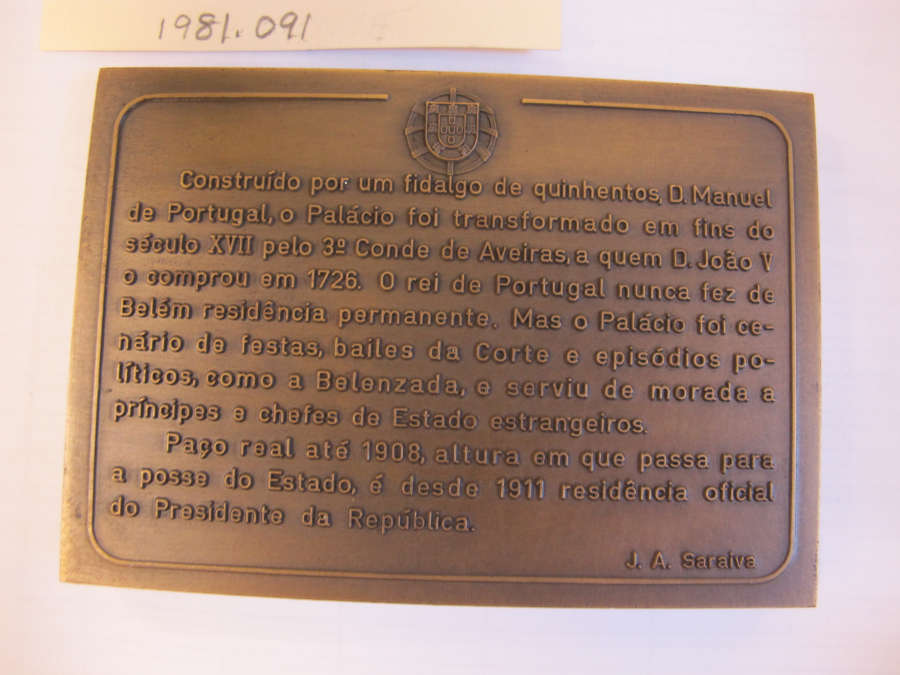 1981.091
Construído por um fidalgo de quinhentos, D. Manuel
de Portugal, o Palácio foi transformado em fins do
século XVII pelo 3º Conde de Aveiras, a quem D. João V
o comprou em 1726. O rei de Portugal nunca fez de
Belém residência permanente. Mas o Palácio foi ce-
nário de festas, bailes da Corte e episódios po-
líticos, como a Belenzada, e serviu de morada a
príncipes e chefes de Estado estrangeiros.
Paço real até 1908, altura em que passa para
a posse do Estado, é desde 1911 residência oficial
do Presidente da República.
J. A. Saraiva